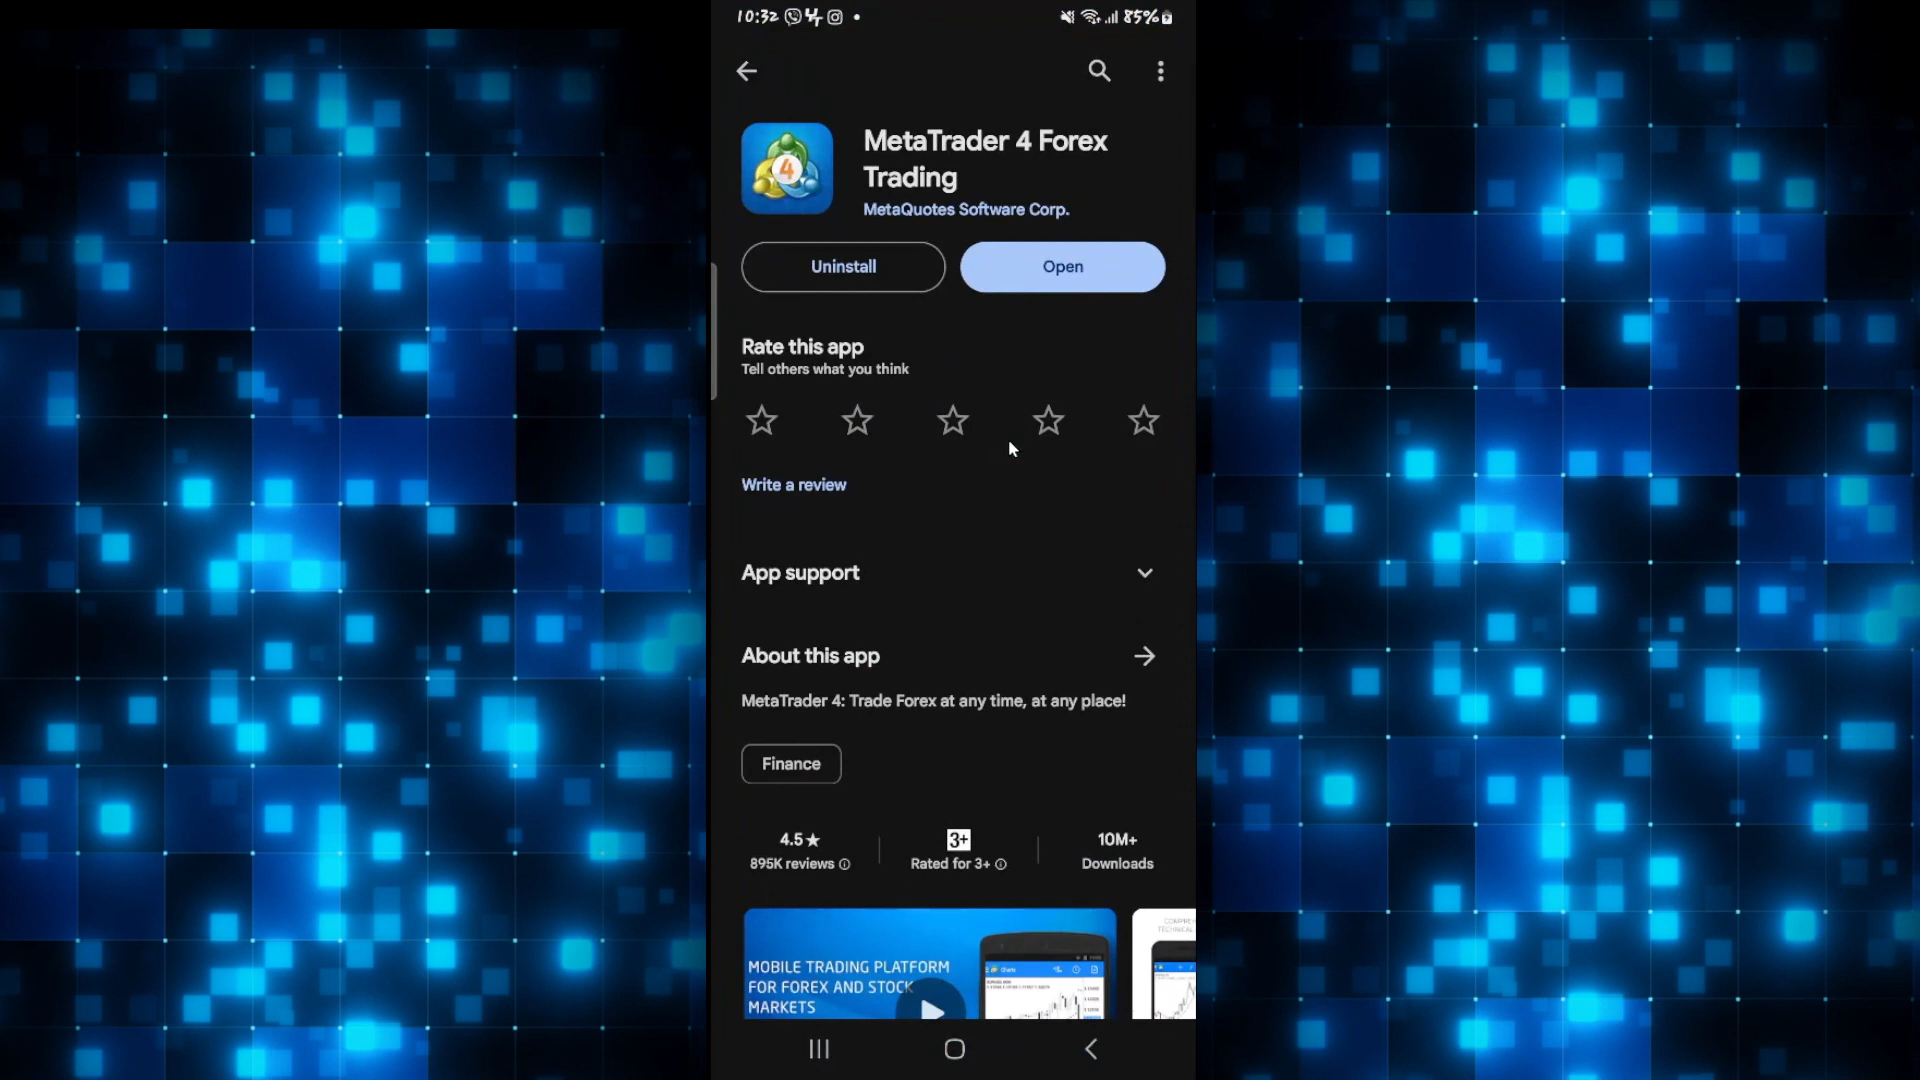 10:32
85%
4
MetaTrader 4 Forex
Trading
MetaQuotes Software Corp.
Uninstall
Open
Rate this app
Tell others what you think
Write a review
App support
About this app
MetaTrader 4: Trade Forex at any time, at any place!
Finance
4.5★
895K reviews
3+
Rated for 3+
10M+
Downloads
MOBILE TRADING PLATFORM
FOR FOREX AND STOCK
MARKETS
Charts